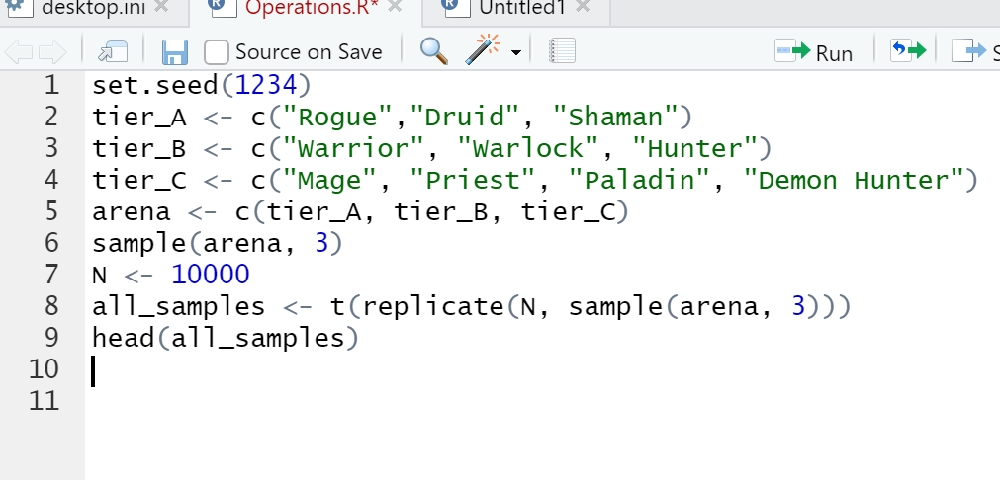 desktop.ini
Operations.R*
Untitled1
Source on Save
Run
1 set.seed(1234)
2 tier_A <- c("Rogue","Druid", "Shaman")
3 tier_B <- c("Warrior", "Warlock", "Hunter")
4 tier_C <- c("Mage", "Priest", "Paladin", "Demon Hunter")
5 arena <- c(tier_A, tier_B, tier_C)
6 sample(arena, 3)
7 N <- 10000
8 all_samples <- t(replicate(N, sample(arena, 3)))
9 head(all_samples)
10
11